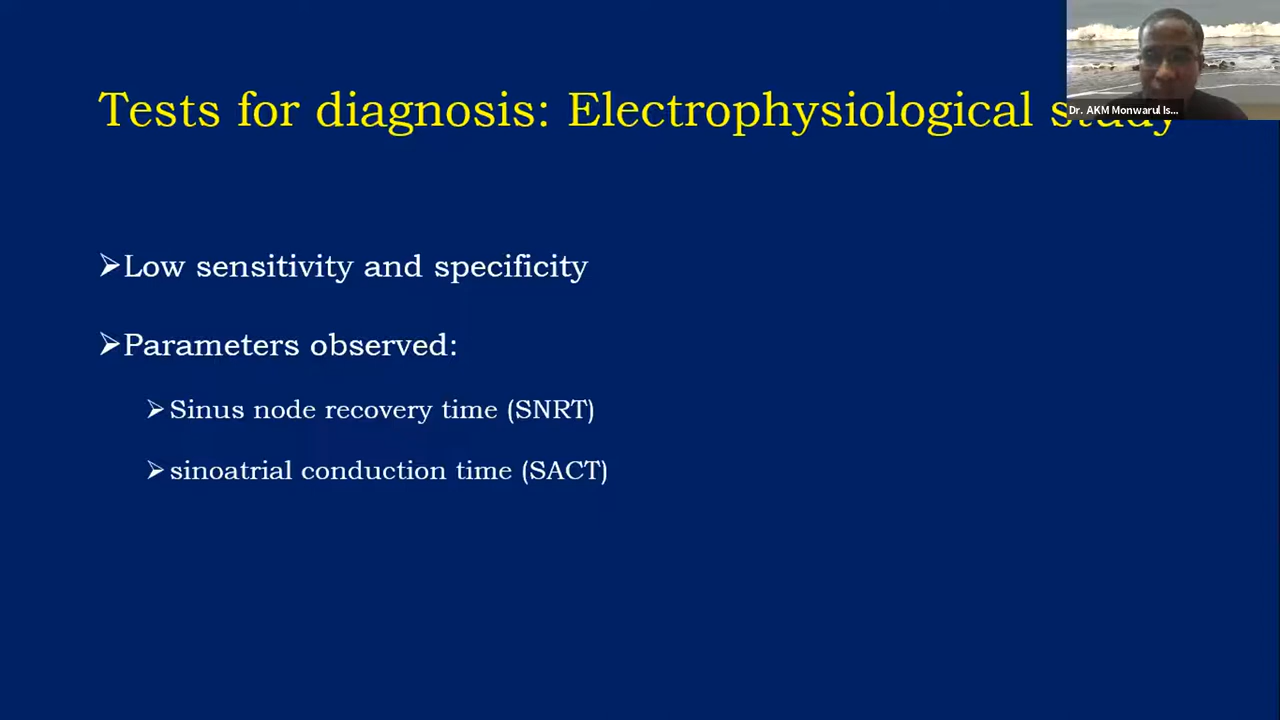 Tests for diagnosis: Electrophysiological study
Dr. AKM Monwarul Is...
➤Low sensitivity and specificity
➤Parameters observed:
➤Sinus node recovery time (SNRT)
➤sinoatrial conduction time (SACT)